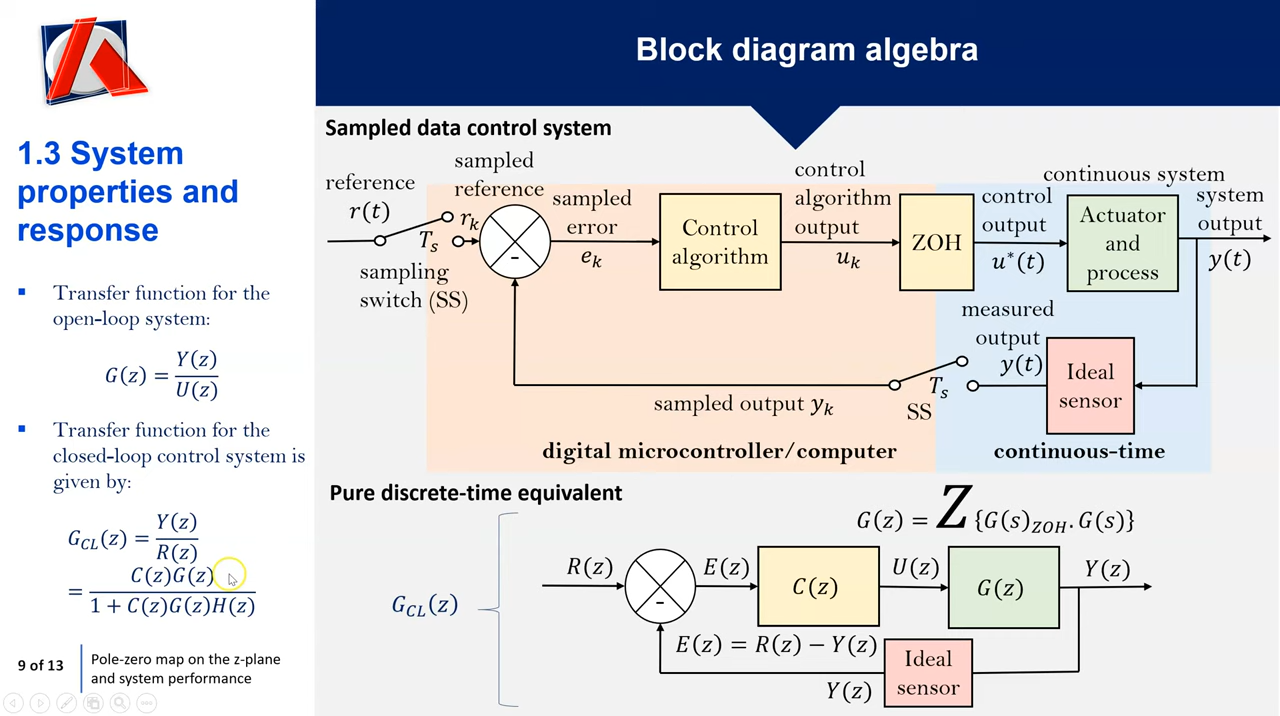 Block diagram algebra
1.3 System
properties and
response
Transfer function for the
open-loop system:
G(z) = Y(z)/U(z)
Transfer function for the
closed-loop control system is
given by:
G_CL(z) = Y(z)/R(z)
= C(z)G(z)/1 + C(z)G(z)H(z)
9 of 13
Pole-zero map on the z-plane
and system performance
Sampled data control system
reference
r(t)
sampled
reference
r_k
T_s
sampling
switch (SS)
-
sampled
error
e_k
Control
algorithm
control
algorithm
output
u_k
ZOH
control
output
u*(t)
continuous system
Actuator
and
process
system
output
y(t)
measured
output
y(t)
Ideal
sensor
T_s
SS
sampled output y_k
digital microcontroller/computer
continuous-time
Pure discrete-time equivalent
G(z) = Z {G(s)_ZOH . G(s)}
G_CL(z)
R(z)
-
E(z)
C(z)
U(z)
G(z)
Y(z)
E(z) = R(z) − Y(z)
Ideal
sensor
Y(z)